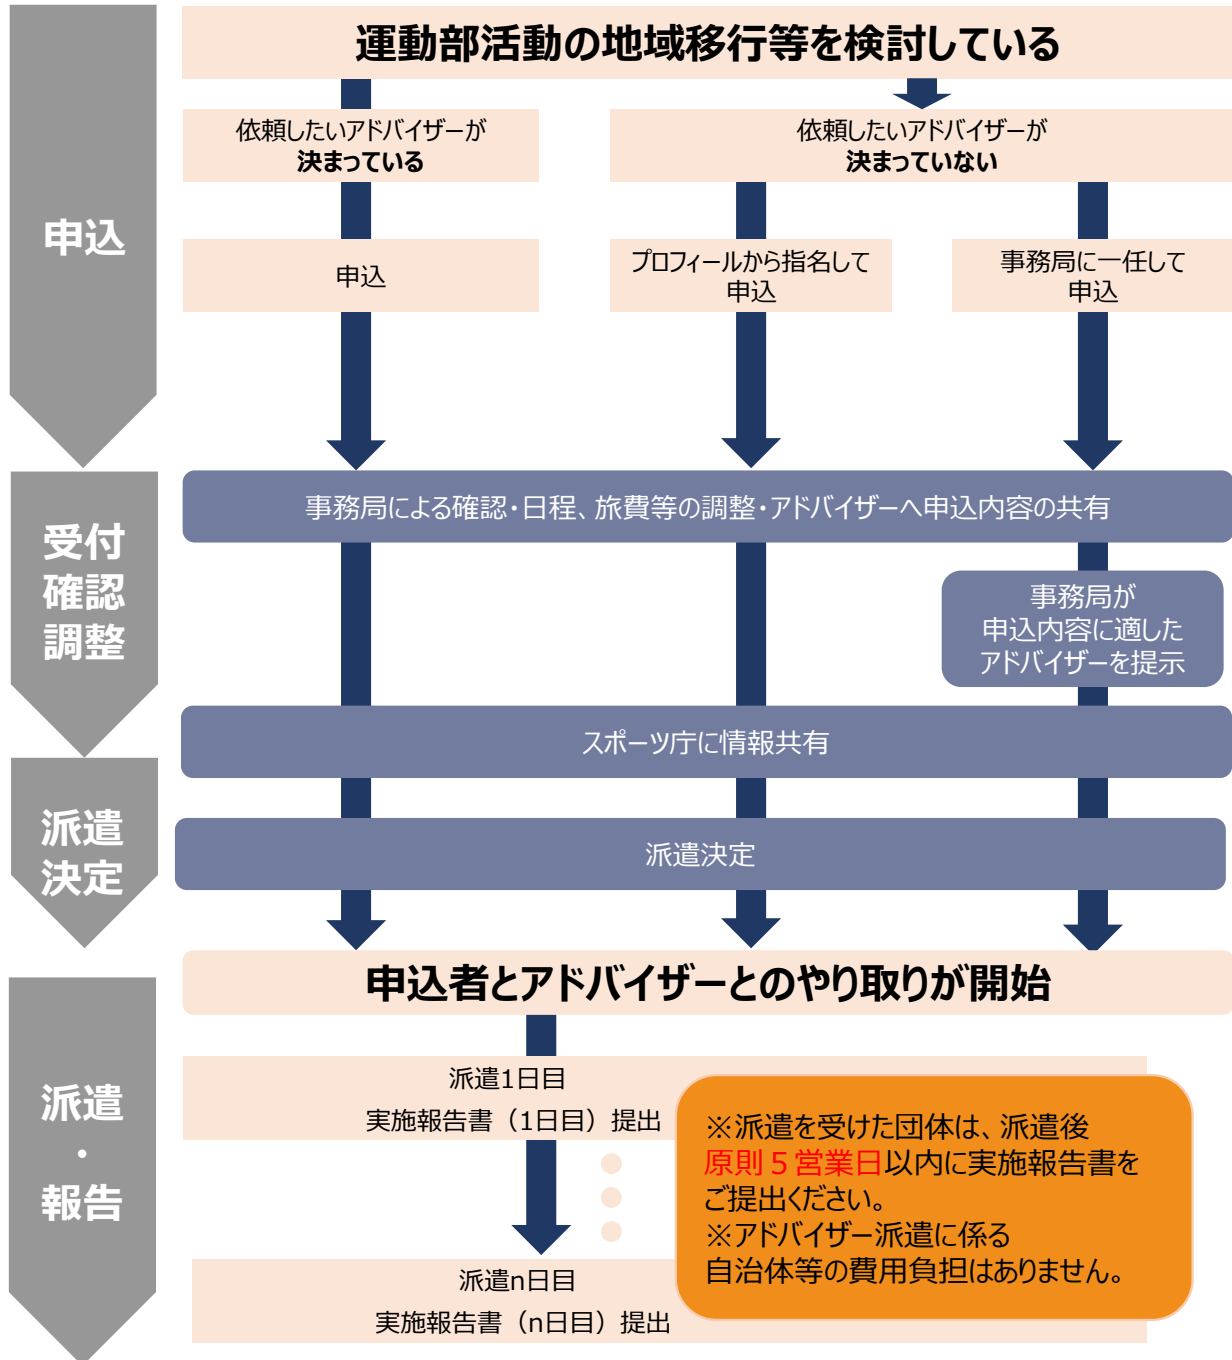 運動部活動の地域移行等を検討している
依頼したいアドバイザーが
決まっている
依頼したいアドバイザーが
決まっていない
申込
申込
プロフィールから指名して
申込
事務局に一任して
申込
受付
確認
調整
事務局による確認・日程、旅費等の調整・アドバイザーへ申込内容の共有
事務局が
申込内容に適した
アドバイザーを提示
スポーツ庁に情報共有
派遣
決定
派遣決定
申込者とアドバイザーとのやり取りが開始
派遣
・
報告
派遣1日目
実施報告書（1日目）提出
※派遣を受けた団体は、派遣後
原則５営業日以内に実施報告書を
ご提出ください。
※アドバイザー派遣に係る
自治体等の費用負担はありません。
派遣n日目
実施報告書（n日目）提出